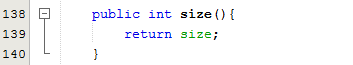 138 public int size(){
139 return size;
140 }